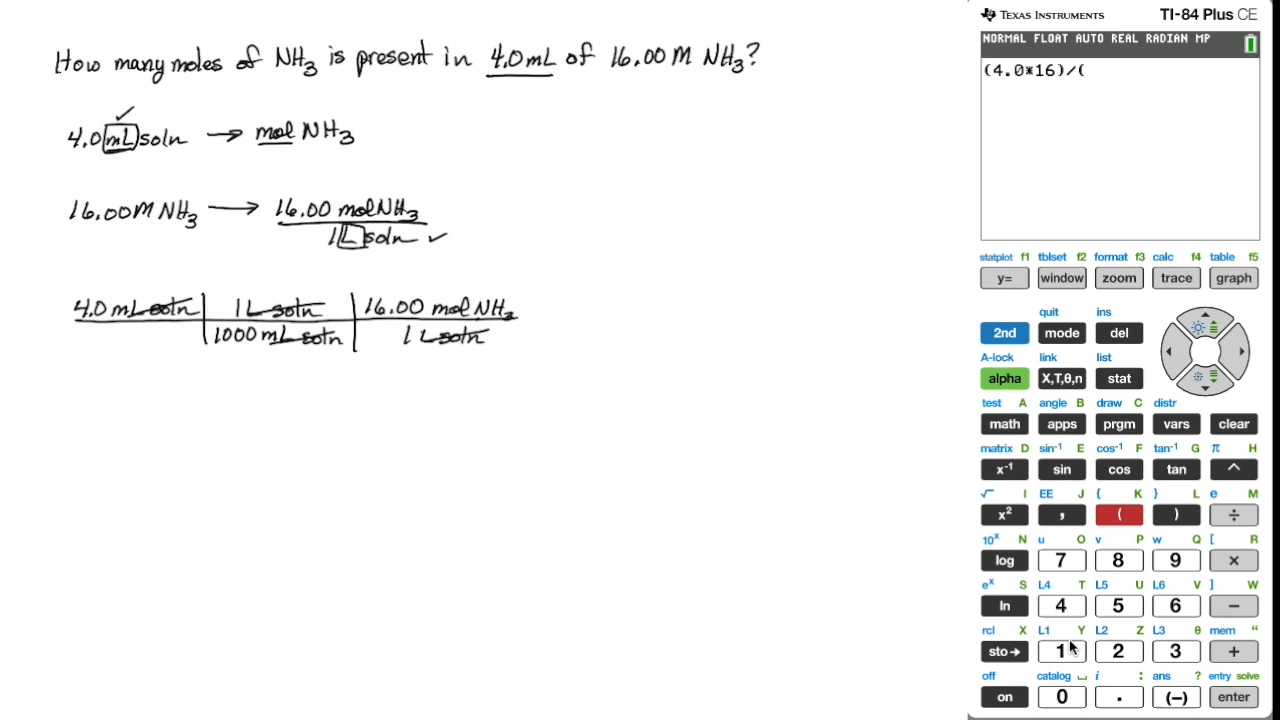 How many moles of NH₃ is present in 4.0mL of 16.00 M NH₃?
4.0 mL soln → mol NH₃
16.00M NH₃ → 16.00 mol NH₃
1 L soln
4.0 mL soln | 1 L soln | 16.00 mol NH₃
1000 mL soln | 1 L soln
TEXAS INSTRUMENTS TI-84 Plus CE
NORMAL FLOAT AUTO REAL RADIAN MP
(4.0*16)/(
statplot f1 tblset f2 format f3 calc f4 table f5
y= window zoom trace graph
quit ins
2nd mode del
A-lock link list
alpha X,T,θ,n stat
test A angle B draw C distr
math apps prgm vars clear
matrix D sin⁻¹ E cos⁻¹ F tan⁻¹ G π H
x⁻¹ sin cos tan ^
√ I EE J { K } L e M
x² , ( ) ÷
10ˣ N u O v P w Q [ R
log 7 8 9 ×
eˣ S L4 T L5 U L6 V ] W
ln 4 5 6 −
rcl X L1 Y L2 Z L3 θ mem “
sto→ 1 2 3 +
off catalog ␣ i : ans ? entry solve
on 0 . (−) enter